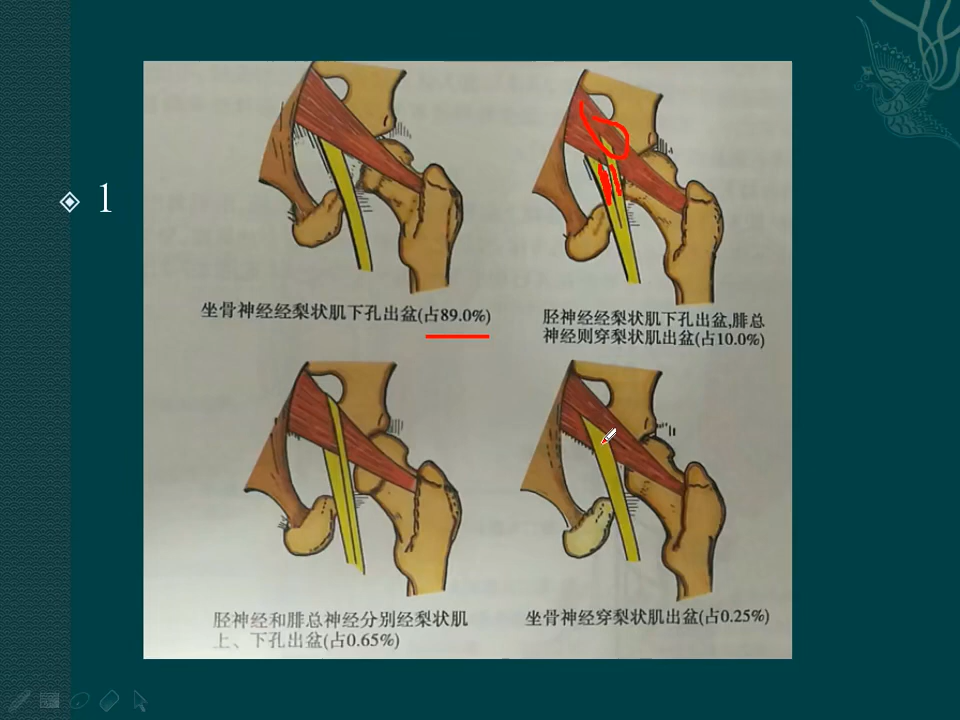 1
坐骨神经经梨状肌下孔出盆(占89.0%)
胫神经经梨状肌下孔出盆,腓总
神经则穿梨状肌出盆(占10.0%)
胫神经和腓总神经分别经梨状肌
上、下孔出盆(占0.65%)
坐骨神经穿梨状肌出盆(占0.25%)